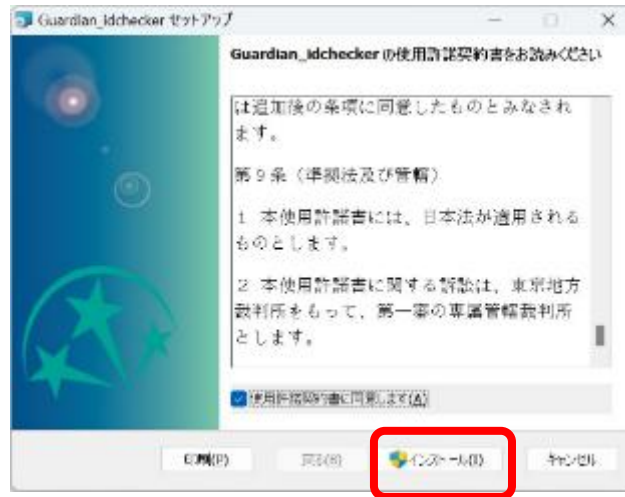 Guardian_idchecker セットアップ
Guardian_idchecker の使用許諾契約書をお読みください
は追加後の条項に同意したものとみなされ
ます。
第９条（準拠法及び管轄）
１ 本使用許諾書には、日本法が適用される
ものとします。
２ 本使用許諾書に関する訴訟は、東京地方
裁判所をもって、第一審の専属管轄裁判所
とします。
使用許諾契約書に同意します(A)
印刷(P) 戻る(B) インストール(I) キャンセル